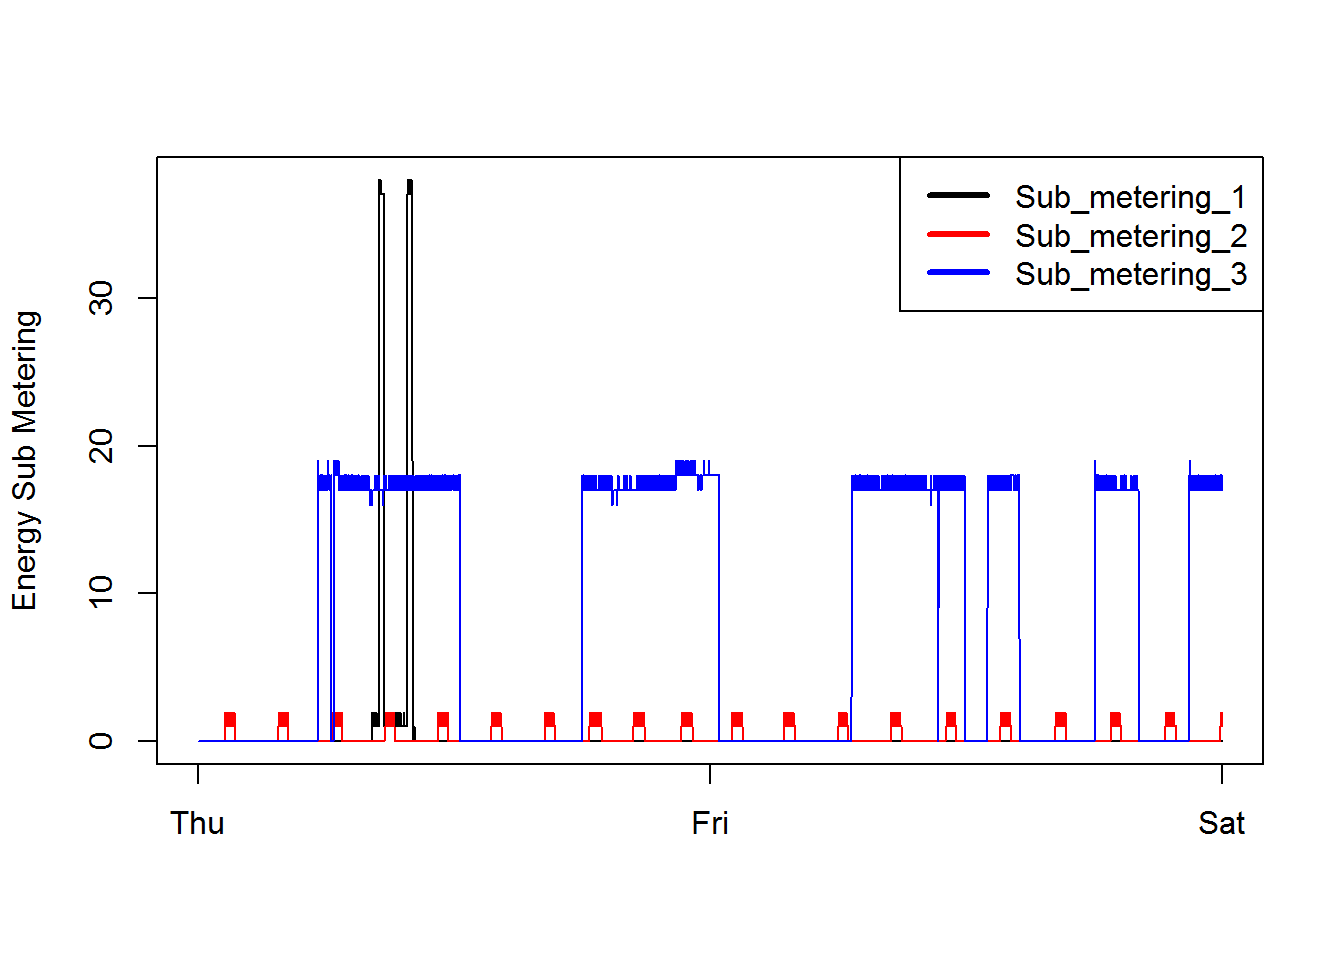 Sub_metering_1
Sub_metering_2
Sub_metering_3
Energy Sub Metering
30
20
10
0
Thu Fri Sat